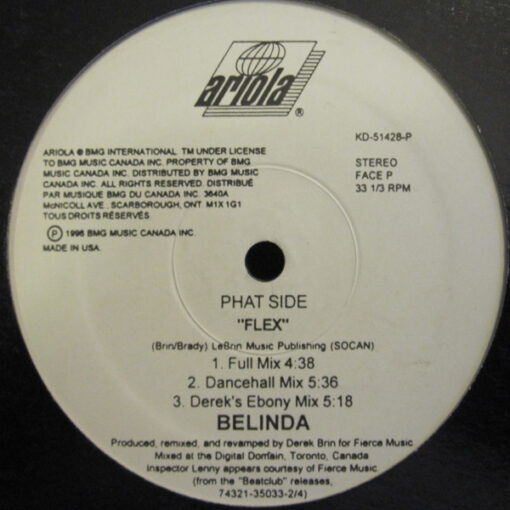 ariola®
KD-51428-P
ARIOLA ® BMG INTERNATIONAL. TM UNDER LICENSE
TO BMG MUSIC CANADA INC. PROPERTY OF BMG
MUSIC CANADA INC. DISTRIBUTED BY BMG MUSIC
CANADA INC. ALL RIGHTS RESERVED. DISTRIBUÉ
PAR MUSIQUE BMG DU CANADA INC. 3640A
McNICOLL AVE., SCARBOROUGH, ONT. M1X 1G1
TOUS DROITS RÉSERVÉS.
STEREO
FACE P
33 1/3 RPM
Ⓟ 1996 BMG MUSIC CANADA INC.
MADE IN USA.
PHAT SIDE
"FLEX"
(Brin/Brady) LeBrin Music Publishing (SOCAN)
1. Full Mix 4:38
2. Dancehall Mix 5:36
3. Derek's Ebony Mix 5:18
BELINDA
Produced, remixed, and revamped by Derek Brin for Fierce Music.
Mixed at the Digital Domain, Toronto, Canada
Inspector Lenny appears courtesy of Fierce Music.
(from the "Beatclub" releases,
74321-35033-2/4)